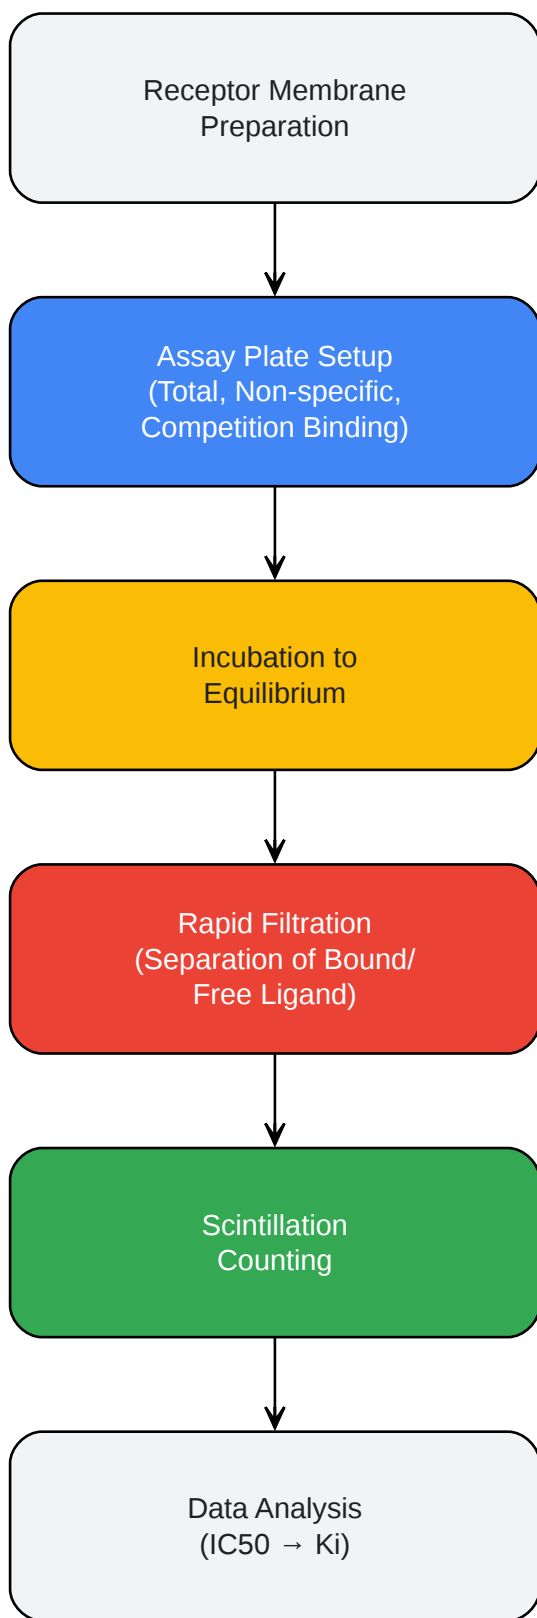 Receptor Membrane
Preparation
Assay Plate Setup
(Total, Non-specific,
Competition Binding)
Incubation to
Equilibrium
Rapid Filtration
(Separation of Bound/
Free Ligand)
Scintillation
Counting
Data Analysis
(IC50 → Ki)